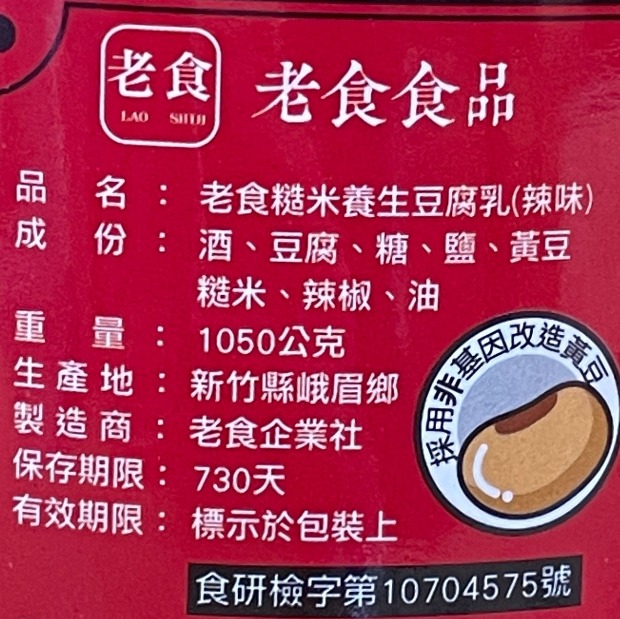 老食
LAO SHIJI
老食食品
品名：老食糙米養生豆腐乳(辣味)
成份：酒、豆腐、糖、鹽、黃豆
糙米、辣椒、油
重量：1050公克
生產地：新竹縣峨眉鄉
製造商：老食企業社
保存期限：730天
有效期限：標示於包裝上
採用非基因改造黃豆
食研檢字第10704575號